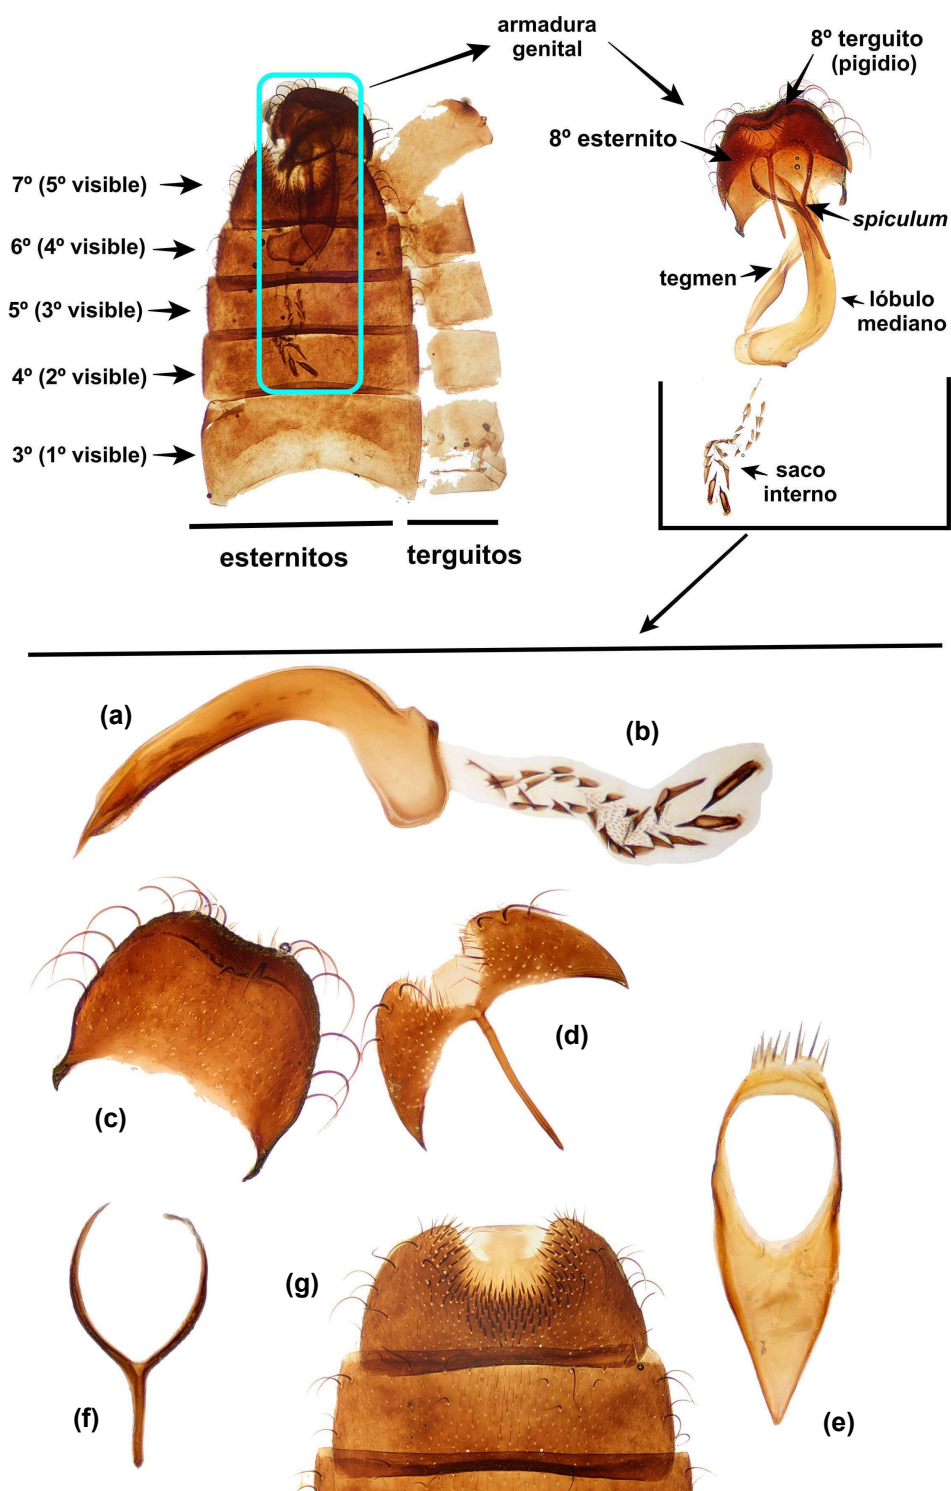 armadura
genital
8º terguito
(pigidio)
8º esternito
7º (5º visible)
spiculum
6º (4º visible)
tegmen
5º (3º visible)
lóbulo
mediano
4º (2º visible)
3º (1º visible)
saco
interno
esternitos
terguitos
(a)
(b)
(c)
(d)
(g)
(f)
(e)